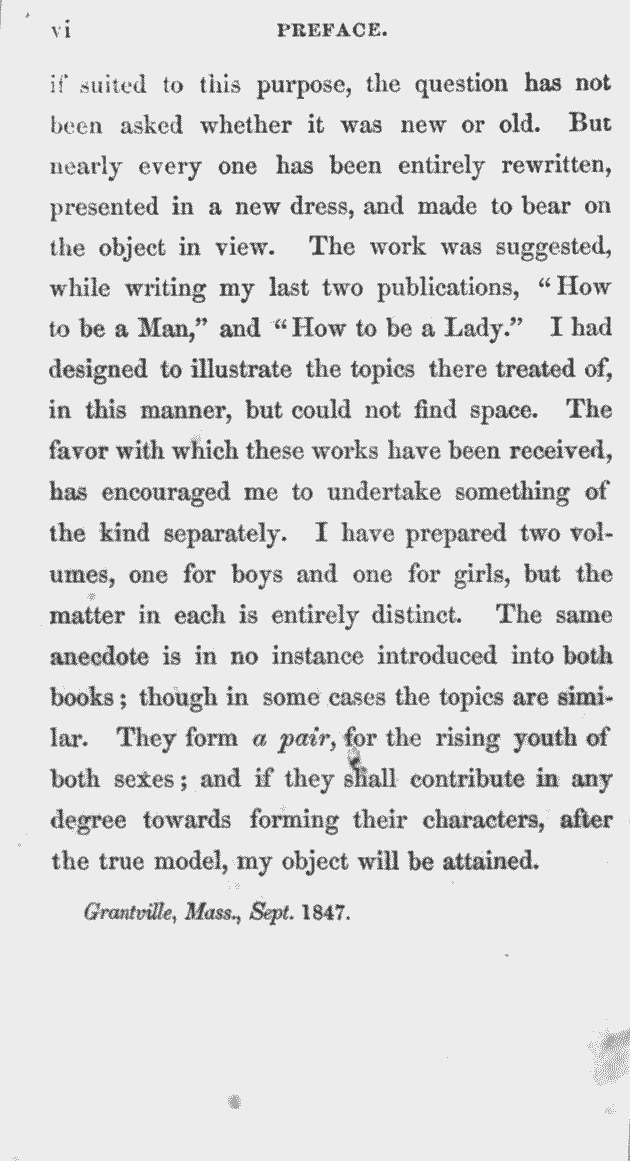 vi PREFACE.
if suited to this purpose, the question has not
been asked whether it was new or old. But
nearly every one has been entirely rewritten,
presented in a new dress, and made to bear on
the object in view. The work was suggested,
while writing my last two publications, “How
to be a Man,” and “How to be a Lady.” I had
designed to illustrate the topics there treated of,
in this manner, but could not find space. The
favor with which these works have been received,
has encouraged me to undertake something of
the kind separately. I have prepared two vol-
umes, one for boys and one for girls, but the
matter in each is entirely distinct. The same
anecdote is in no instance introduced into both
books; though in some cases the topics are simi-
lar. They form a pair, for the rising youth of
both sexes; and if they shall contribute in any
degree towards forming their characters, after
the true model, my object will be attained.
Grantville, Mass., Sept. 1847.